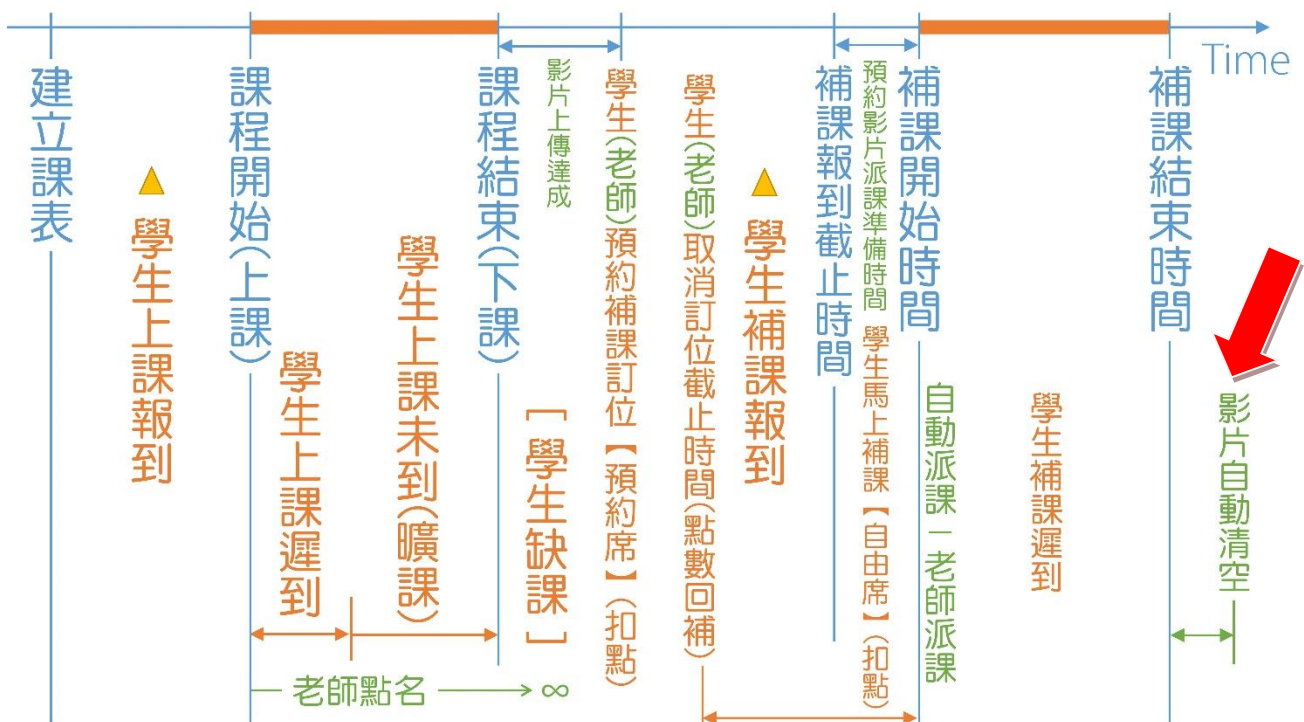 Time
建立課表
學生上課報到
課程開始(上課)
學生上課遲到
學生上課未到(曠課)
課程結束(下課)
影片上傳達成
[學生缺課]
學生(老師)預約補課訂位【預約席】(扣點)
學生(老師)取消訂位截止時間(點數回補)
學生補課報到
補課報到截止時間
預約影片派課準備時間
學生馬上補課【自由席】(扣點)
補課開始時間
自動派課－老師派課
學生補課遲到
補課結束時間
影片自動清空
老師點名
∞